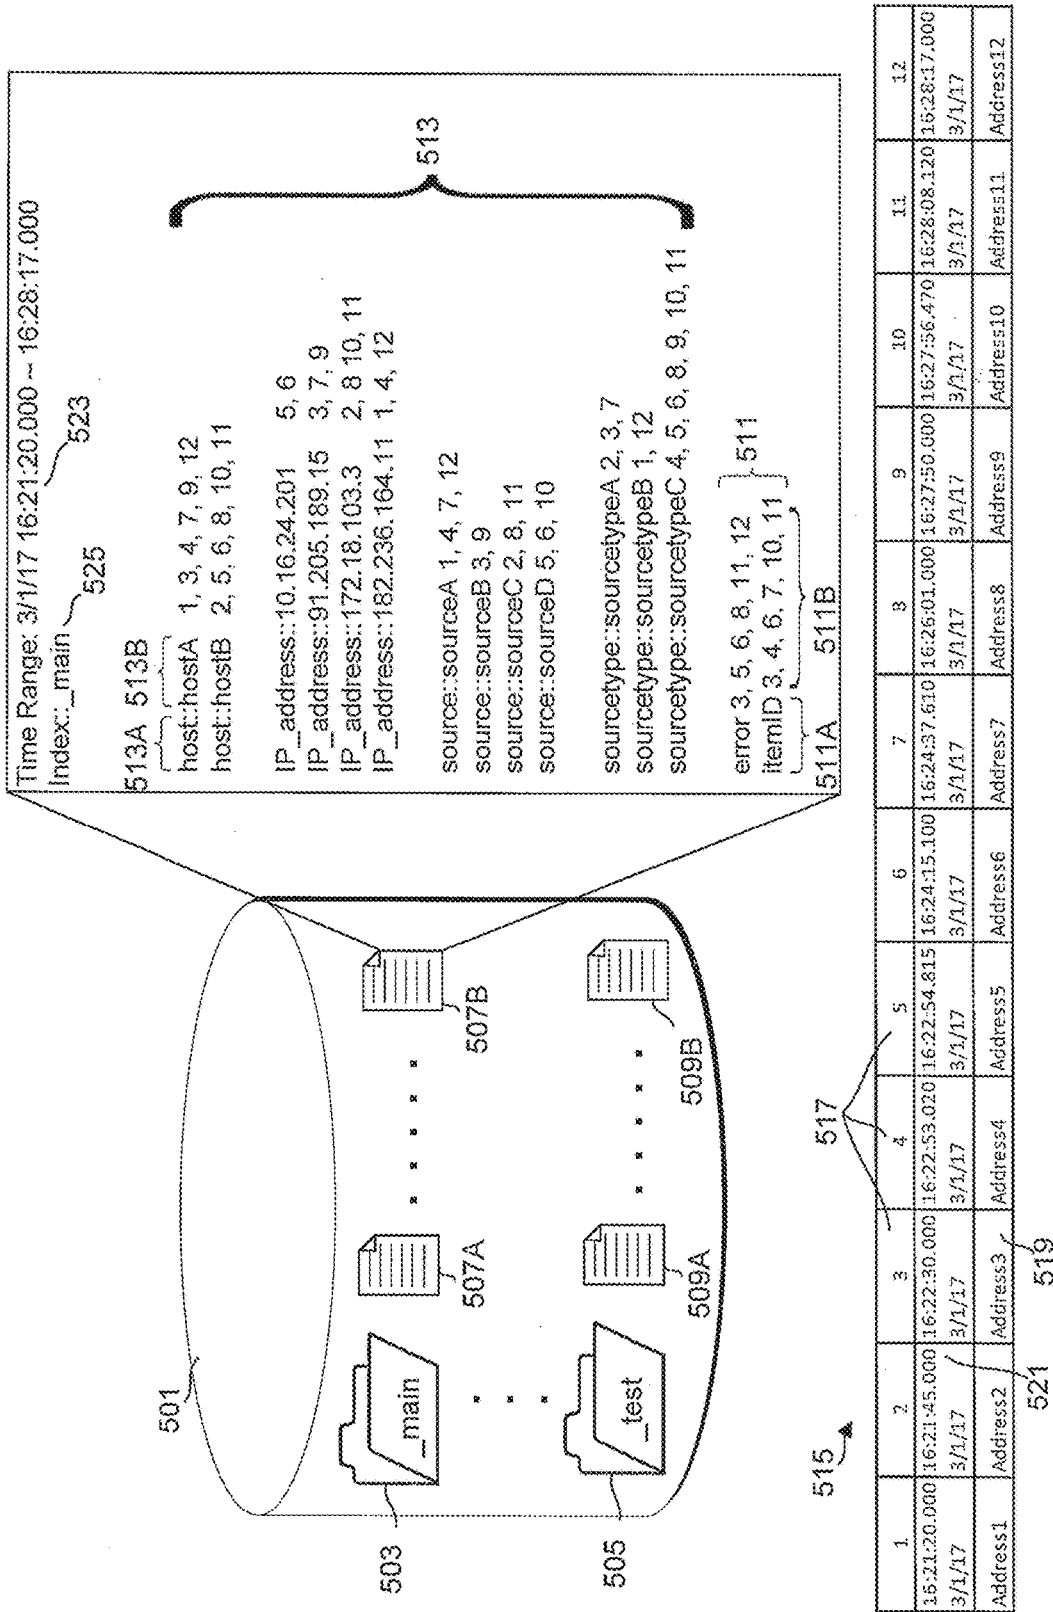 501
503
_main
507A
507B
505
_test
509A
509B
Time Range: 3/1/17 16:21:20.000 ~ 16:28:17.000
Index::_main
525
523
513A 513B
host::hostA 1, 3, 4, 7, 9, 12
host::hostB 2, 5, 6, 8, 10, 11
IP_address::10.16.24.201 5, 6
IP_address::91.205.189.15 3, 7, 9
IP_address::172.18.103.3 2, 8 10, 11
IP_address::182.236.164.11 1, 4, 12
source::sourceA 1, 4, 7, 12
source::sourceB 3, 9
source::sourceC 2, 8, 11
source::sourceD 5, 6, 10
sourcetype::sourcetypeA 2, 3, 7
sourcetype::sourcetypeB 1, 12
sourcetype::sourcetypeC 4, 5, 6, 8, 9, 10, 11
513
error 3, 5, 6, 8, 11, 12
itemID 3, 4, 6, 7, 10, 11
511
511A 511B
515
517
1 2 3 4 5 6 7 8 9 10 11 12
16:21:20.000 16:21:45.000 16:22:30.000 16:22:53.020 16:22:54.815 16:24:15.100 16:24:37.610 16:26:01.000 16:27:50.000 16:27:56.470 16:28:08.120 16:28:17.000
3/1/17 3/1/17 3/1/17 3/1/17 3/1/17 3/1/17 3/1/17 3/1/17 3/1/17 3/1/17 3/1/17 3/1/17
Address1 Address2 Address3 Address4 Address5 Address6 Address7 Address8 Address9 Address10 Address11 Address12
521
519